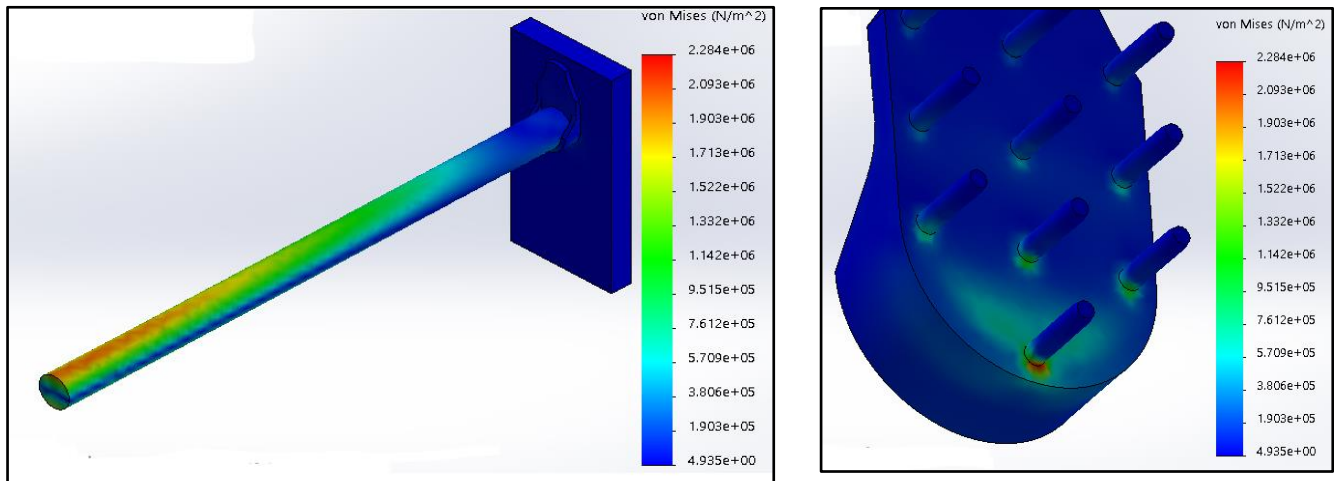 von Mises (N/m^2)
2.284e+06
2.093e+06
1.903e+06
1.713e+06
1.522e+06
1.332e+06
1.142e+06
9.515e+05
7.612e+05
5.709e+05
3.806e+05
1.903e+05
4.935e+00
von Mises (N/m^2)
2.284e+06
2.093e+06
1.903e+06
1.713e+06
1.522e+06
1.332e+06
1.142e+06
9.515e+05
7.612e+05
5.709e+05
3.806e+05
1.903e+05
4.935e+00